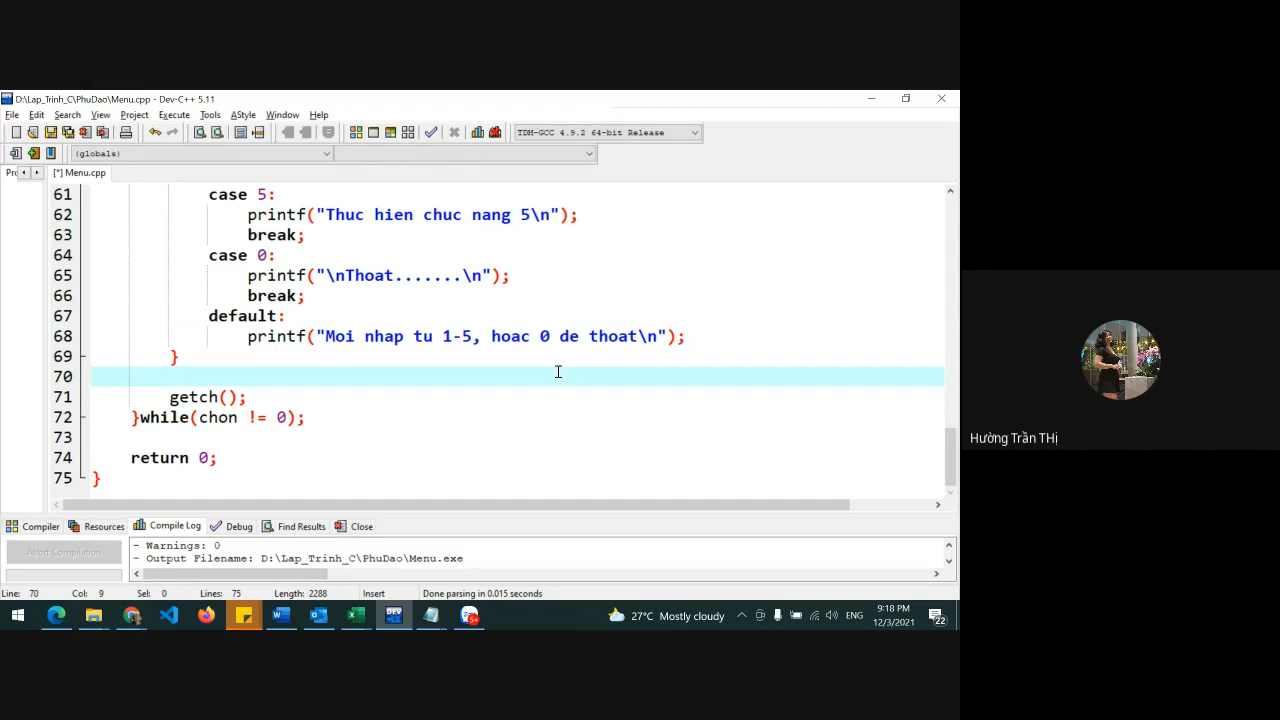 D:\Lap_Trinh_C\PhuDao\Menu.cpp - Dev-C++ 5.11
File Edit Search View Project Execute Tools AStyle Window Help
TDM-GCC 4.9.2 64-bit Release
(globals)
[*] Menu.cpp
61 case 5:
62 printf("Thuc hien chuc nang 5\n");
63 break;
64 case 0:
65 printf("\nThoat.......\n");
66 break;
67 default:
68 printf("Moi nhap tu 1-5, hoac 0 de thoat\n");
69 }
70
71 getch();
72 }while(chon != 0);
73
74 return 0;
75 }
Compiler Resources Compile Log Debug Find Results Close
Abort Compilation
- Warnings: 0
- Output Filename: D:\Lap_Trinh_C\PhuDao\Menu.exe
Line: 70 Col: 9 Sel: 0 Lines: 75 Length: 2288 Insert Done parsing in 0.015 seconds
27°C Mostly cloudy ENG
9:18 PM
12/3/2021
22
Hường Trần THị